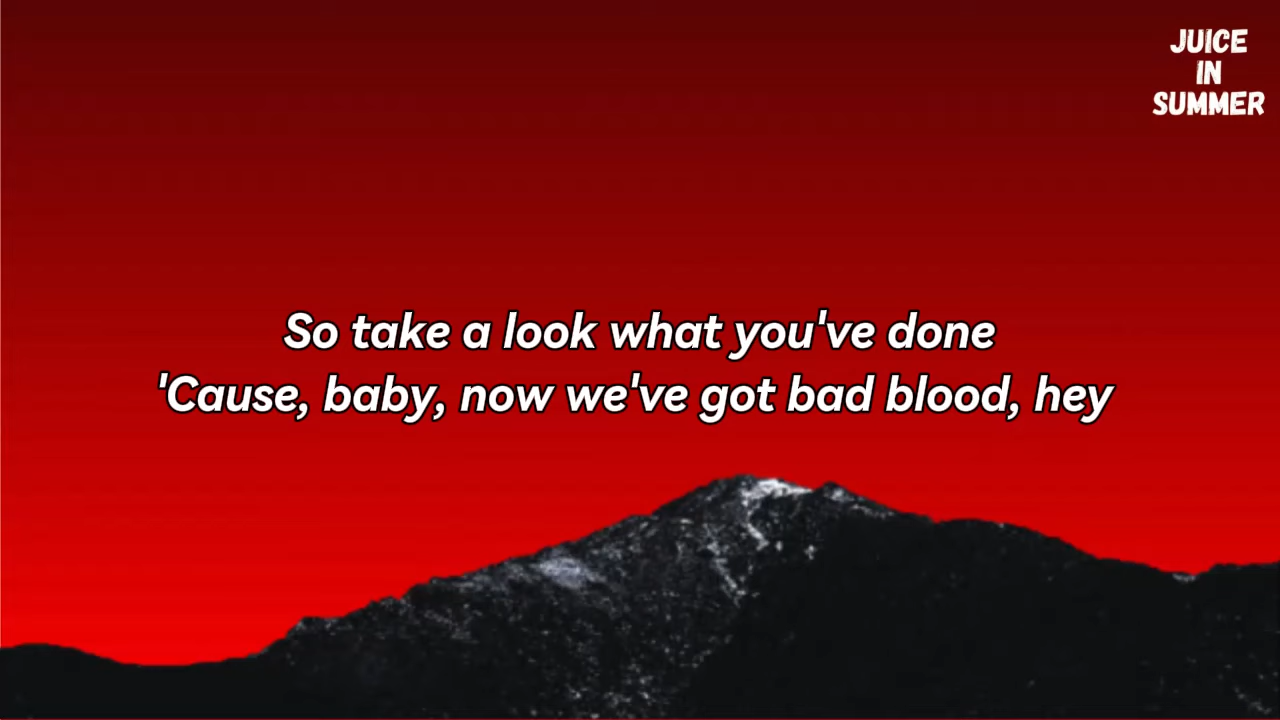 JUICE
IN
SUMMER
So take a look what you've done
'Cause, baby, now we've got bad blood, hey